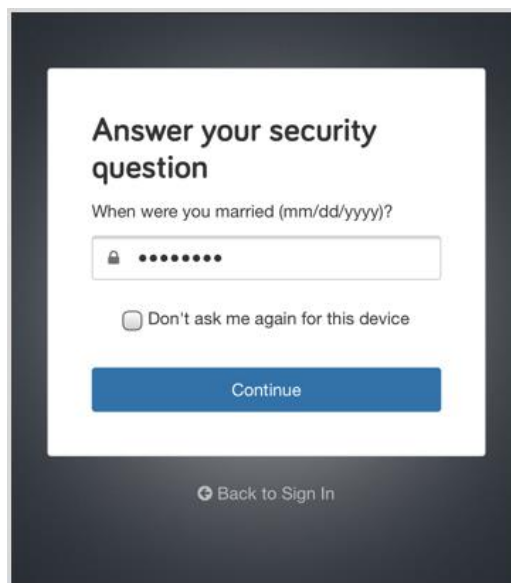 Answer your security
question
When were you married (mm/dd/yyyy)?
••••••••
Don't ask me again for this device
Continue
Back to Sign In